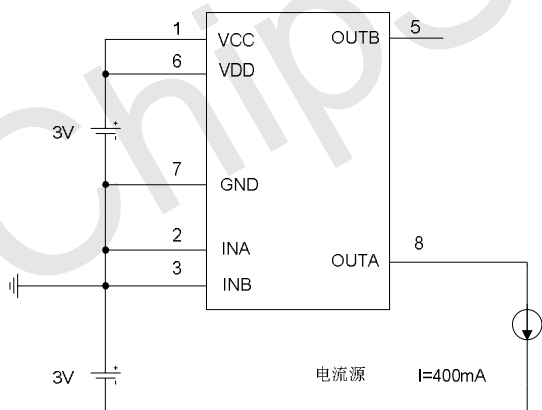 1
VCC
OUTB
5
6
VDD
3V
7
GND
2
INA
OUTA
8
3
INB
3V
电流源
I=400mA